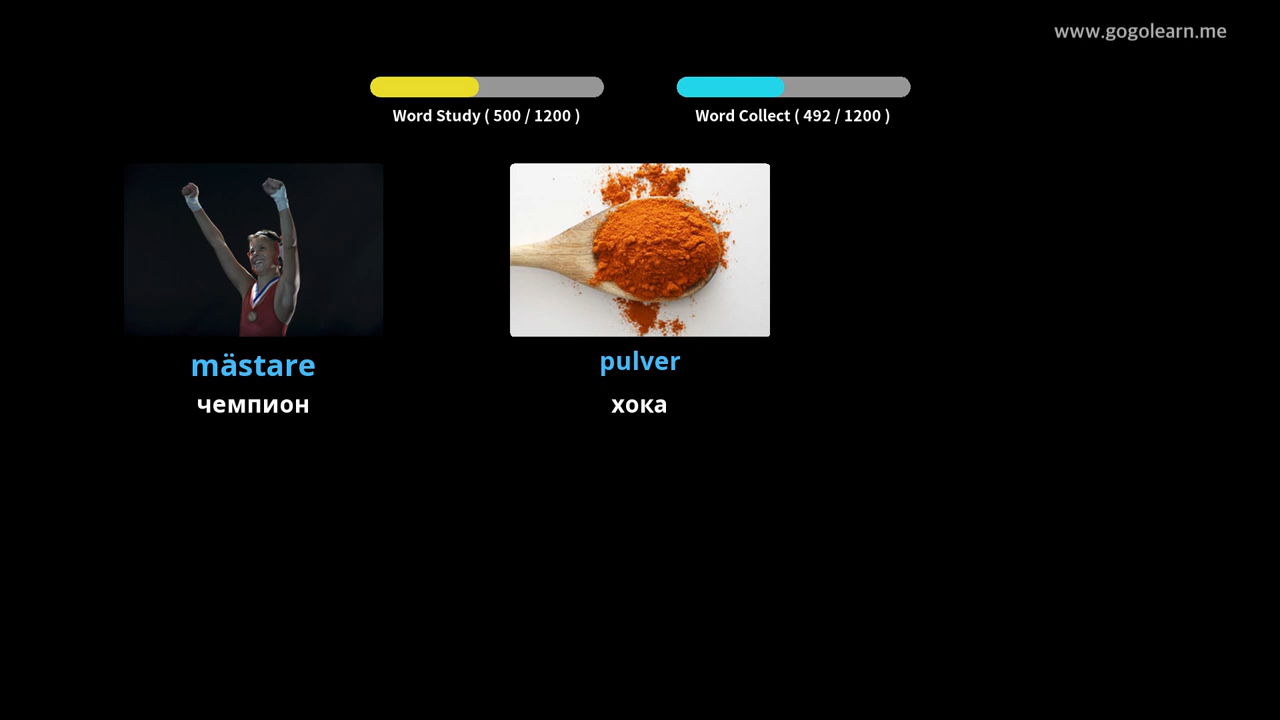 www.gogolearn.me
Word Study ( 500 / 1200 )
Word Collect ( 492 / 1200 )
mästare
чемпион
pulver
хока